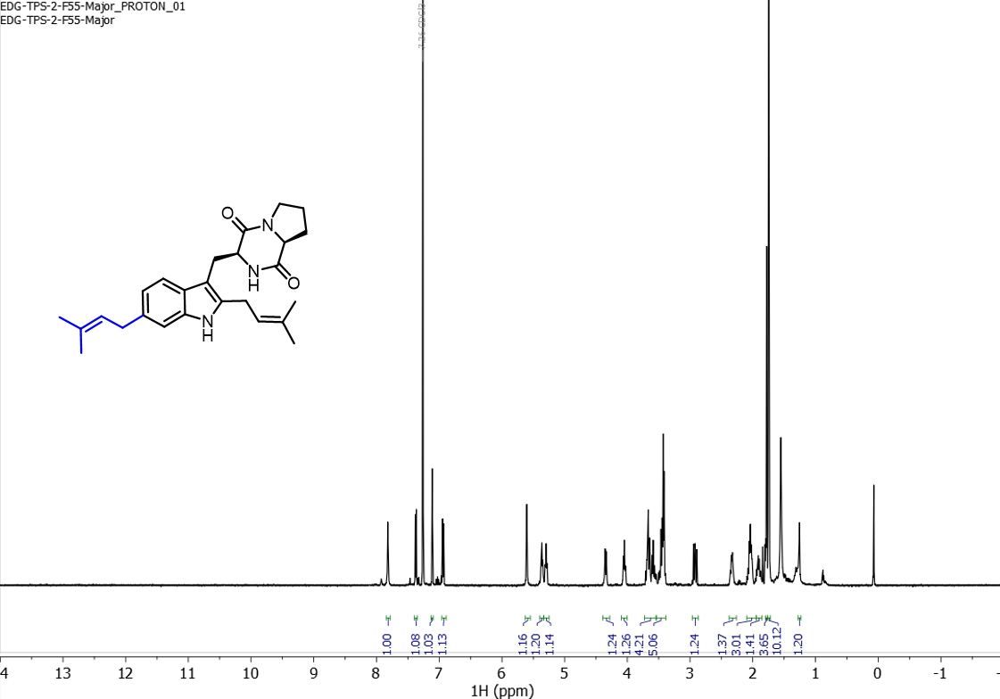 EDG-TPS-2-F55-Major_PROTON_01
EDG-TPS-2-F55-Major
7.26 CDCl3
O
N
N
H
O
N
H
1.00
1.08
1.03
1.13
1.16
1.20
1.14
1.24
1.26
4.21
5.06
1.24
1.37
3.01
1.41
3.65
10.12
1.20
4 13 12 11 10 9 8 7 6 5 4 3 2 1 0 -1
1H (ppm)